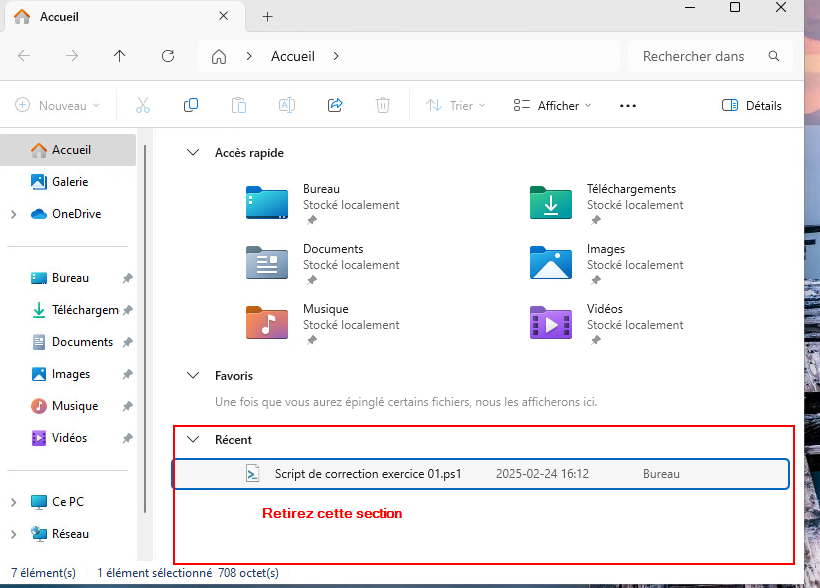 Accueil
Accueil
Rechercher dans
Nouveau
Trier
Afficher
Détails
Accueil
Galerie
OneDrive
Bureau
Téléchargem
Documents
Images
Musique
Vidéos
Ce PC
Réseau
Accès rapide
Bureau
Stocké localement
Téléchargements
Stocké localement
Documents
Stocké localement
Images
Stocké localement
Musique
Stocké localement
Vidéos
Stocké localement
Favoris
Une fois que vous aurez épinglé certains fichiers, nous les afficherons ici.
Récent
Script de correction exercice 01.ps1 2025-02-24 16:12 Bureau
Retirez cette section
7 élément(s) 1 élément sélectionné 708 octet(s)